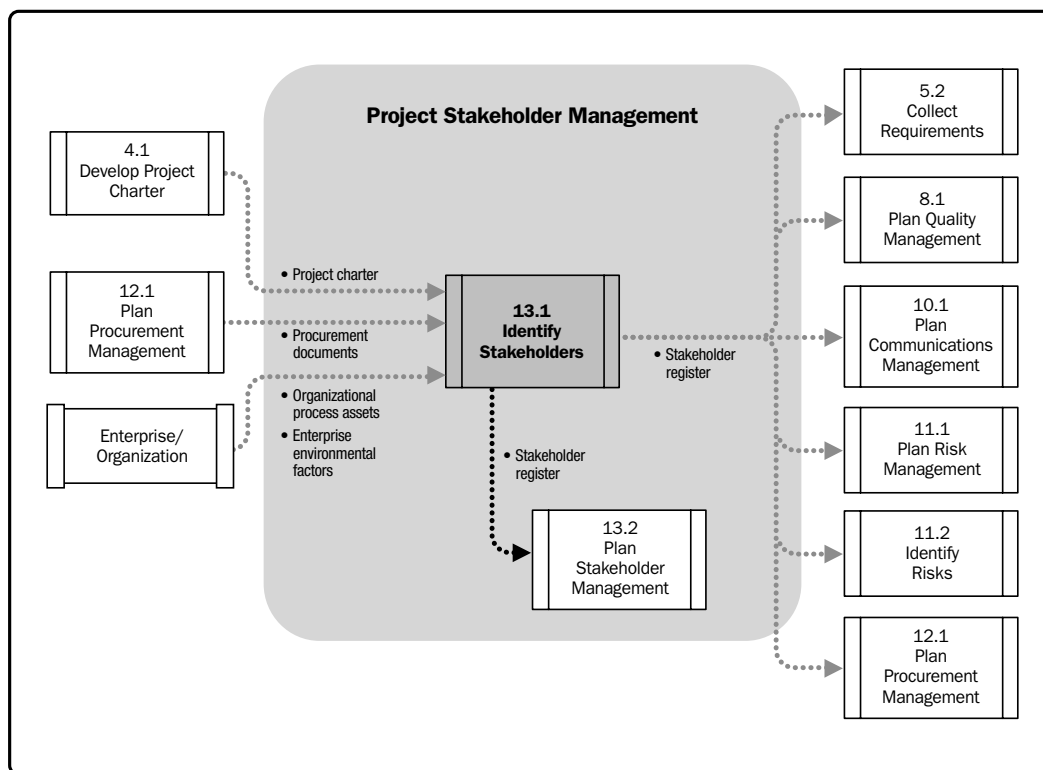 Project Stakeholder Management
4.1
Develop Project
Charter
12.1
Plan
Procurement
Management
Enterprise/
Organization
• Project charter
• Procurement
documents
• Organizational
process assets
• Enterprise
environmental
factors
13.1
Identify
Stakeholders
• Stakeholder
register
• Stakeholder
register
13.2
Plan
Stakeholder
Management
5.2
Collect
Requirements
8.1
Plan Quality
Management
10.1
Plan
Communications
Management
11.1
Plan Risk
Management
11.2
Identify
Risks
12.1
Plan
Procurement
Management